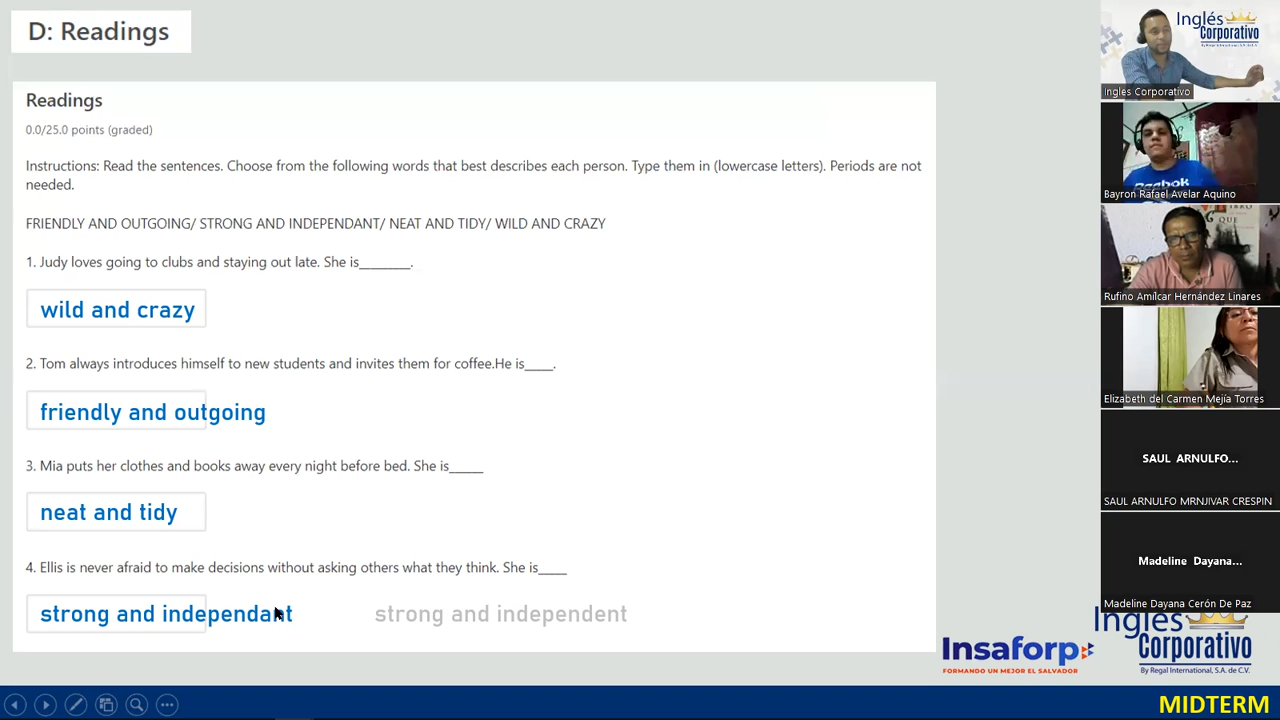 D: Readings
Readings
0.0/25.0 points (graded)
Instructions: Read the sentences. Choose from the following words that best describes each person. Type them in (lowercase letters). Periods are not
needed.
FRIENDLY AND OUTGOING/ STRONG AND INDEPENDANT/ NEAT AND TIDY/ WILD AND CRAZY
1. Judy loves going to clubs and staying out late. She is________.
wild and crazy
2. Tom always introduces himself to new students and invites them for coffee.He is____.
friendly and outgoing
3. Mia puts her clothes and books away every night before bed. She is_____
neat and tidy
4. Ellis is never afraid to make decisions without asking others what they think. She is____
strong and independant
strong and independent
Inglés
Corporativo
By Regal International, S.A. de C.V.
Ingles Corporativo
Reebok
Bayron Rafael Avelar Aquino
QUE
Rufino Amílcar Hernández Linares
Elizabeth del Carmen Mejía Torres
SAUL ARNULFO...
SAUL ARNULFO MRNJIVAR CRESPIN
Madeline Dayana...
Madeline Dayana Cerón De Paz
Insaforp
FORMANDO UN MEJOR EL SALVADOR
Inglés
Corporativo
By Regal International, S.A. de C.V.
MIDTERM